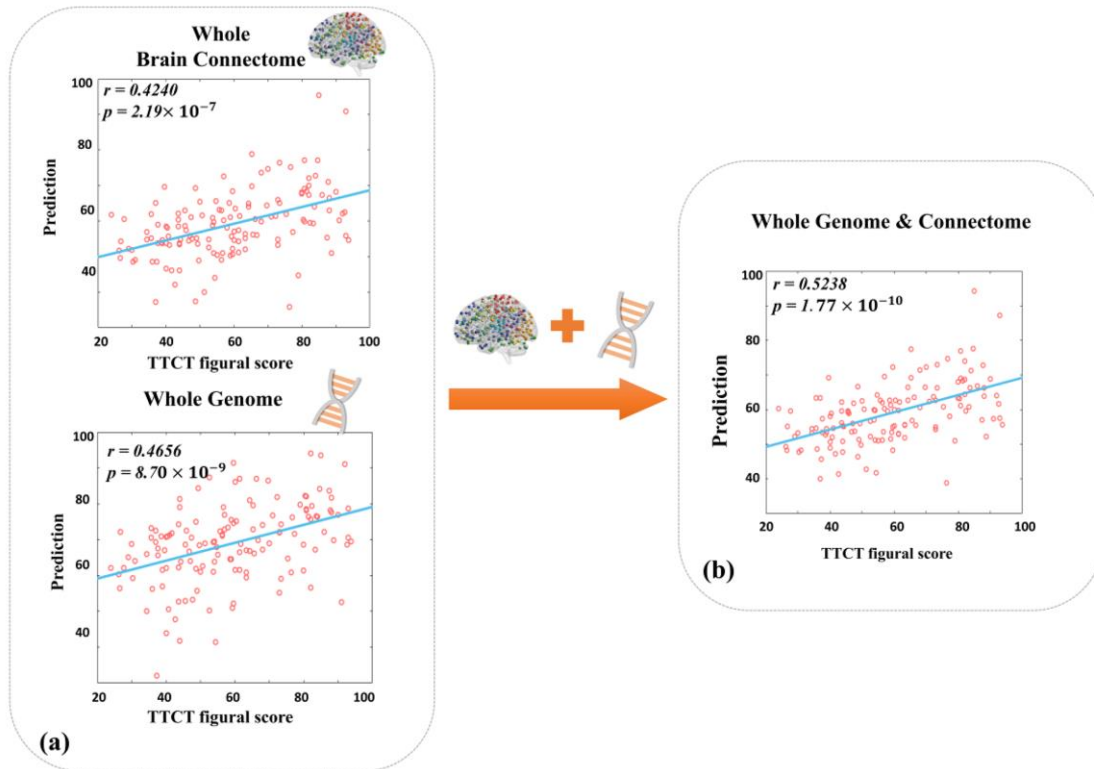 Whole
Brain Connectome
r = 0.4240
p = 2.19× 10−7
100
80
60
40
Prediction
20 40 60 80 100
TTCT figural score
Whole Genome
r = 0.4656
p = 8.70 × 10−9
100
80
60
40
Prediction
20 40 60 80 100
TTCT figural score
(a)
Whole Genome & Connectome
r = 0.5238
p = 1.77 × 10−10
100
80
60
40
Prediction
20 40 60 80 100
TTCT figural score
(b)